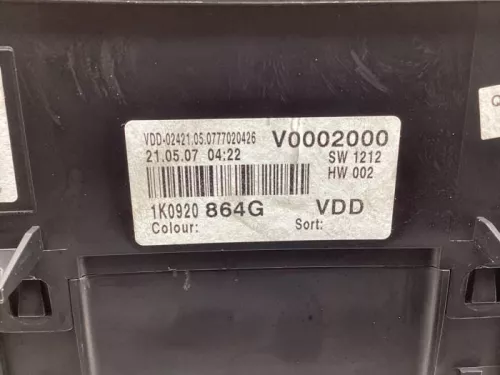 VDD-02421.05.0777020426 V0002000
21.05.07 04:22 SW 1212
HW 002
1K0920 864G VDD
Colour: Sort:
Q